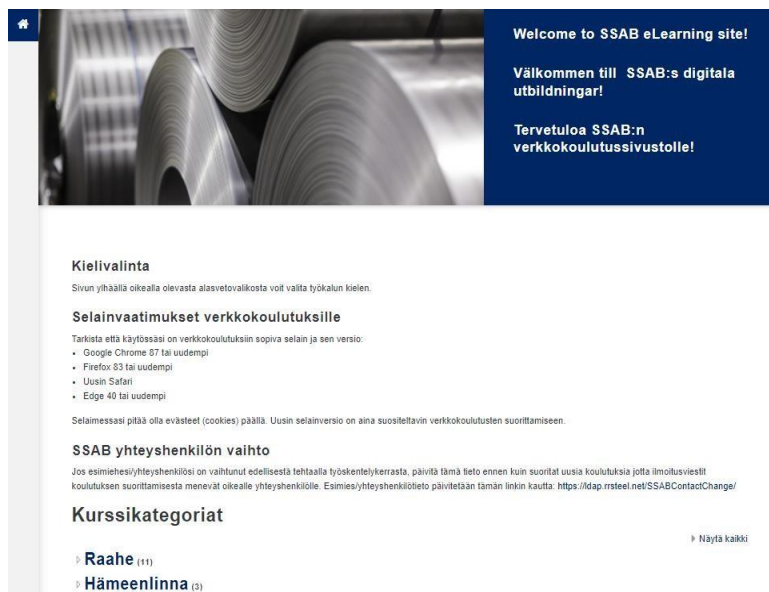 Welcome to SSAB eLearning site!
Välkommen till SSAB:s digitala
utbildningar!
Tervetuloa SSAB:n
verkkokoulutussivustolle!
Kielivalinta
Sivun ylhäällä oikealla olevasta alasvetovalikosta voit valita työkalun kielen.
Selainvaatimukset verkkokoulutuksille
Tarkista että käytössäsi on verkkokoulutuksiin sopiva selain ja sen versio:
• Google Chrome 87 tai uudempi
• Firefox 83 tai uudempi
• Uusin Safari
• Edge 40 tai uudempi
Selaimessasi pitää olla evästeet (cookies) päällä. Uusin selainversio on aina suositeltavin verkkokoulutusten suorittamiseen.
SSAB yhteyshenkilön vaihto
Jos esimiehesi/yhteyshenkilösi on vaihtunut edellisestä tehtaalla työskentelykerrasta, päivitä tämä tieto ennen kuin suoritat uusia koulutuksia jotta ilmoitusviestit
koulutuksen suorittamisesta menevät oikealle yhteyshenkilölle. Esimies/yhteyshenkilötieto päivitetään tämän linkin kautta: https://ldap.rrsteel.net/SSABContactChange/
Kurssikategoriat
Näytä kaikki
Raahe (11)
Hämeenlinna (3)